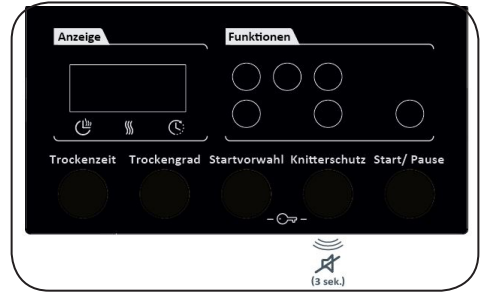 Anzeige Funktionen
Trockenzeit Trockengrad Startvorwahl Knitterschutz Start/ Pause
(3 sek.)